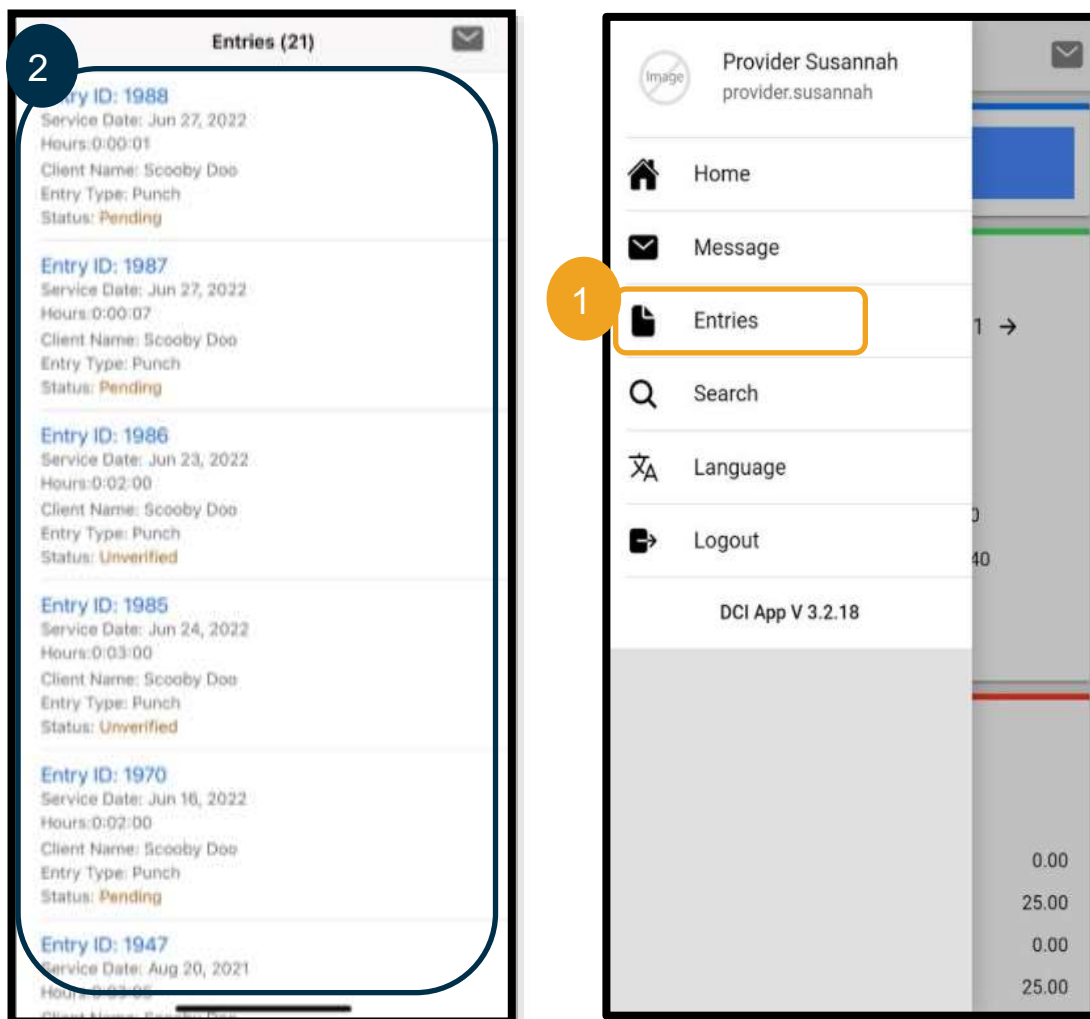 Entries (21)
2
ry ID: 1988
Service Date: Jun 27, 2022
Hours:0:00:01
Client Name: Scooby Doo
Entry Type: Punch
Status: Pending
Entry ID: 1987
Service Date: Jun 27, 2022
Hours:0:00:07
Client Name: Scooby Doo
Entry Type: Punch
Status: Pending
Entry ID: 1986
Service Date: Jun 23, 2022
Hours:0:02:00
Client Name: Scooby Doo
Entry Type: Punch
Status: Unverified
Entry ID: 1985
Service Date: Jun 24, 2022
Hours:0:03:00
Client Name: Scooby Doo
Entry Type: Punch
Status: Unverified
Entry ID: 1970
Service Date: Jun 16, 2022
Hours:0:02:00
Client Name: Scooby Doo
Entry Type: Punch
Status: Pending
Entry ID: 1947
Service Date: Aug 20, 2021
Image
Provider Susannah
provider.susannah
Home
Message
1
Entries
Search
Language
Logout
DCI App V 3.2.18
1 →
40
0.00
25.00
0.00
25.00